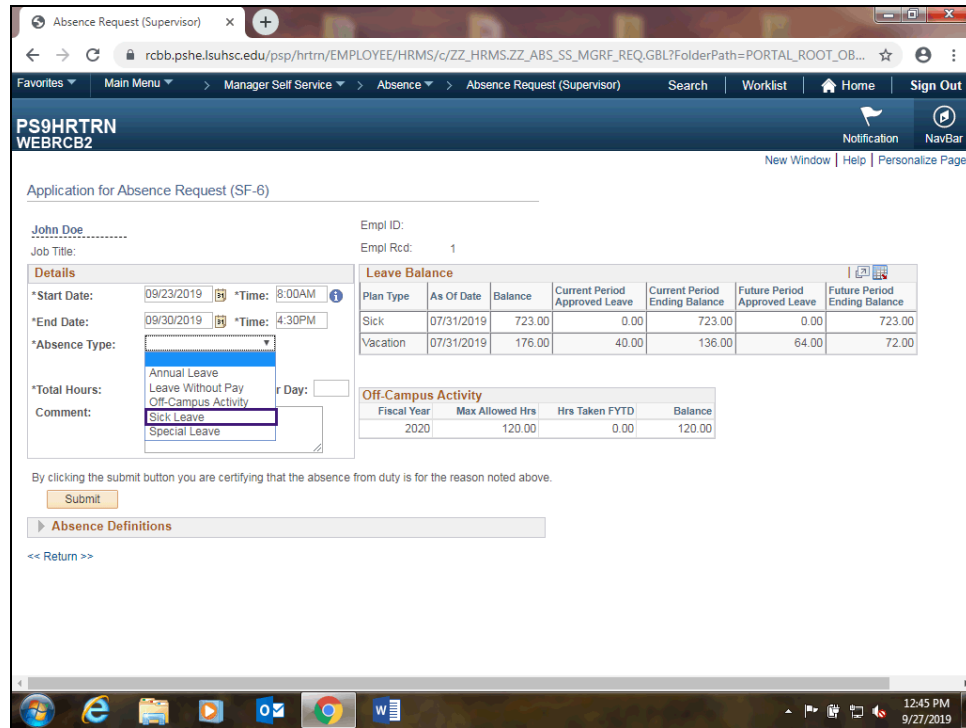 Absence Request (Supervisor)
rcbb.pshe.lsuhsc.edu/psp/hrtrn/EMPLOYEE/HRMS/c/ZZ_HRMS.ZZ_ABS_SS_MGRF_REQ.GBL?FolderPath=PORTAL_ROOT_OB...
Favorites Main Menu > Manager Self Service > Absence > Absence Request (Supervisor) Search Worklist Home Sign Out
PS9HRTRN
WEBRCB2
Notification NavBar
New Window | Help | Personalize Page
Application for Absence Request (SF-6)
John Doe Empl ID:
Job Title: Empl Rcd: 1
Details
*Start Date: 09/23/2019 *Time: 8:00AM
*End Date: 09/30/2019 *Time: 4:30PM
*Absence Type:
Annual Leave
Leave Without Pay
Off-Campus Activity
Sick Leave
Special Leave
*Total Hours: r Day:
Comment:
Leave Balance
Plan Type As Of Date Balance Current Period Approved Leave Current Period Ending Balance Future Period Approved Leave Future Period Ending Balance
Sick 07/31/2019 723.00 0.00 723.00 0.00 723.00
Vacation 07/31/2019 176.00 40.00 136.00 64.00 72.00
Off-Campus Activity
Fiscal Year Max Allowed Hrs Hrs Taken FYTD Balance
2020 120.00 0.00 120.00
By clicking the submit button you are certifying that the absence from duty is for the reason noted above.
Submit
Absence Definitions
<< Return >>
12:45 PM
9/27/2019